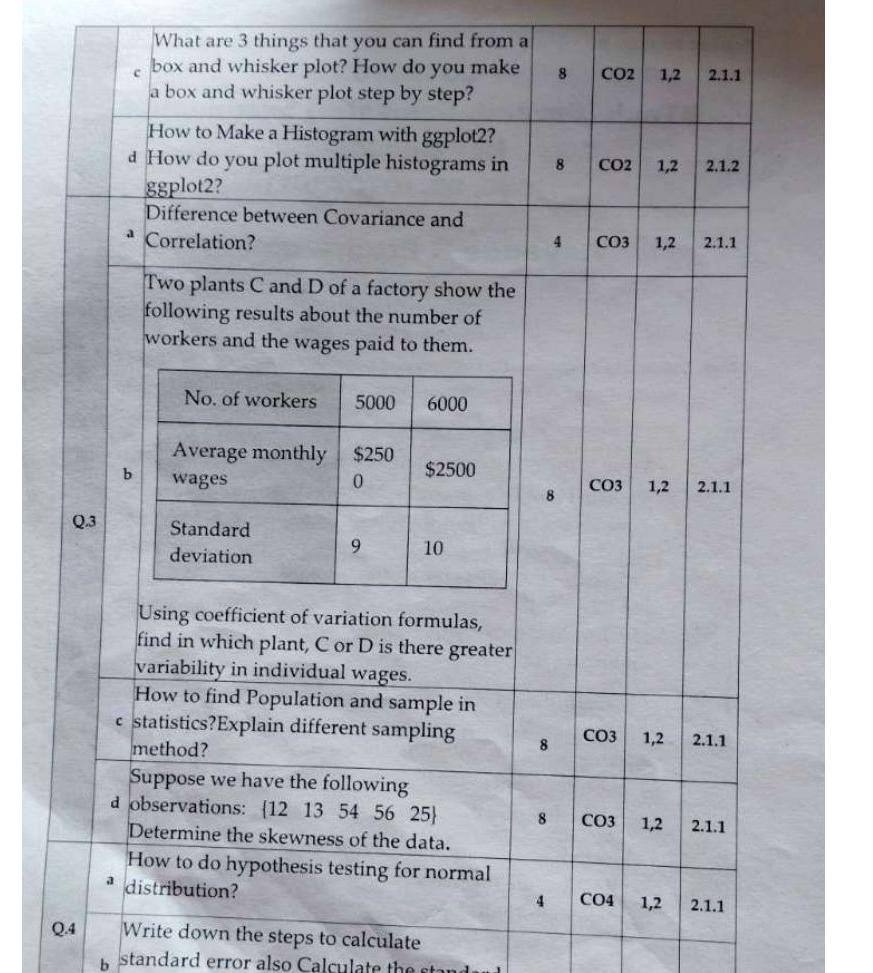 What are 3 things that you can find from a
c box and whisker plot? How do you make 8 CO2 1,2 2.1.1
a box and whisker plot step by step?
How to Make a Histogram with ggplot2?
d How do you plot multiple histograms in 8 CO2 1,2 2.1.2
ggplot2?
Difference between Covariance and
a Correlation? 4 CO3 1,2 2.1.1
Two plants C and D of a factory show the
following results about the number of
workers and the wages paid to them.
No. of workers 5000 6000
Average monthly $250
wages 0 $2500
b 8 CO3 1,2 2.1.1
Q.3
Standard
deviation 9 10
Using coefficient of variation formulas,
find in which plant, C or D is there greater
variability in individual wages.
How to find Population and sample in
c statistics?Explain different sampling 8 CO3 1,2 2.1.1
method?
Suppose we have the following
d observations: {12 13 54 56 25} 8 CO3 1,2 2.1.1
Determine the skewness of the data.
How to do hypothesis testing for normal
a distribution? 4 CO4 1,2 2.1.1
Q.4
Write down the steps to calculate
b standard error also Calculate the standard